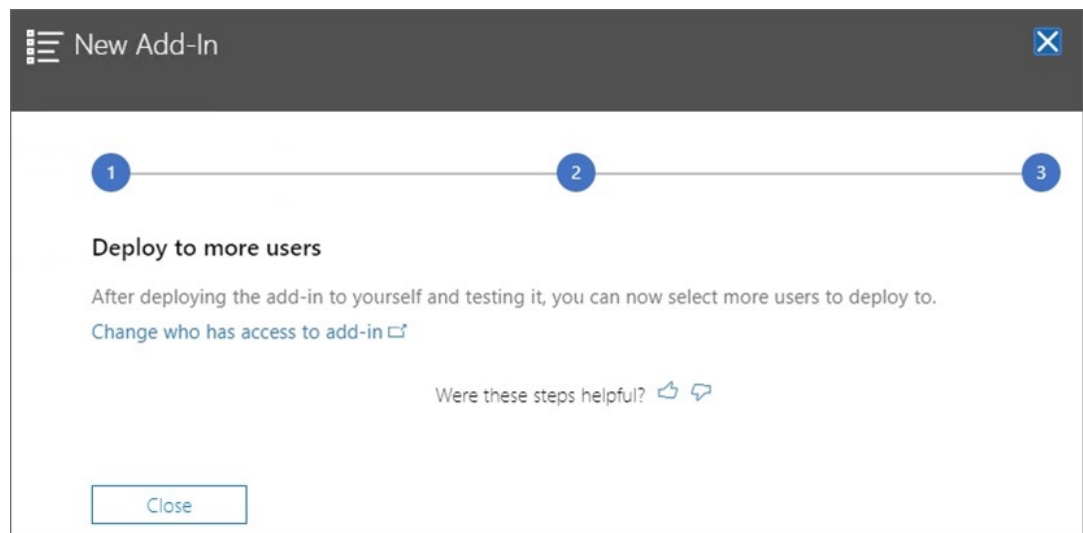 New Add-In
1
2
3
Deploy to more users
After deploying the add-in to yourself and testing it, you can now select more users to deploy to.
Change who has access to add-in
Were these steps helpful?
Close